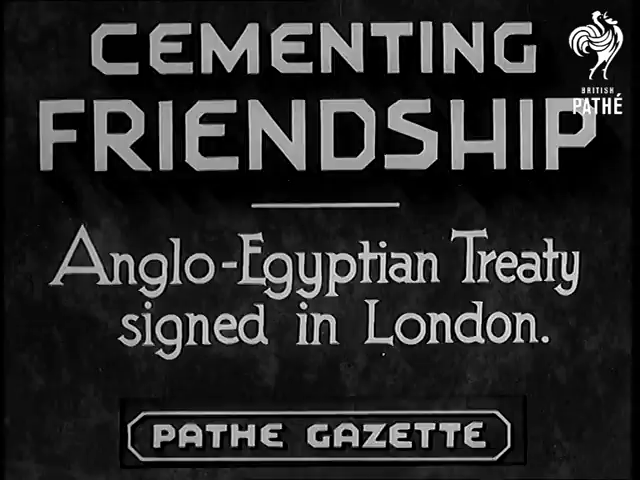 CEMENTING
FRIENDSHIP
BRITISH
PATHÉ
Anglo-Egyptian Treaty
signed in London.
PATHE GAZETTE